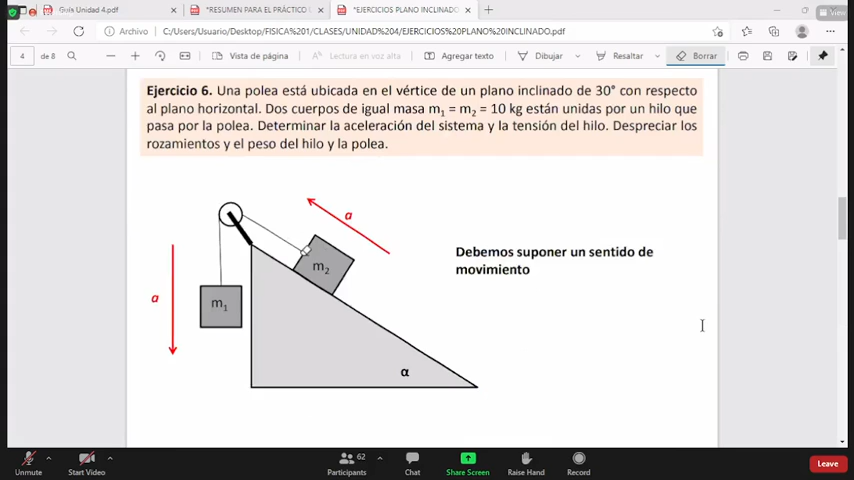 Guía Unidad 4.pdf
*RESUMEN PARA EL PRÁCTICO
*EJERCICIOS PLANO INCLINADO
View
Archivo
C:/Users/Usuario/Desktop/FISICA%201/CLASES/UNIDAD%204/EJERCICIOS%20PLANO%20INCLINADO.pdf
4 de 8
Vista de página
Lectura en voz alta
Agregar texto
Dibujar
Resaltar
Borrar
Ejercicio 6. Una polea está ubicada en el vértice de un plano inclinado de 30° con respecto
al plano horizontal. Dos cuerpos de igual masa m₁ = m₂ = 10 kg están unidas por un hilo que
pasa por la polea. Determinar la aceleración del sistema y la tensión del hilo. Despreciar los
rozamientos y el peso del hilo y la polea.
a
Debemos suponer un sentido de
movimiento
m₂
a
m₁
α
Unmute
Start Video
62
Participants
Chat
Share Screen
Raise Hand
Record
Leave